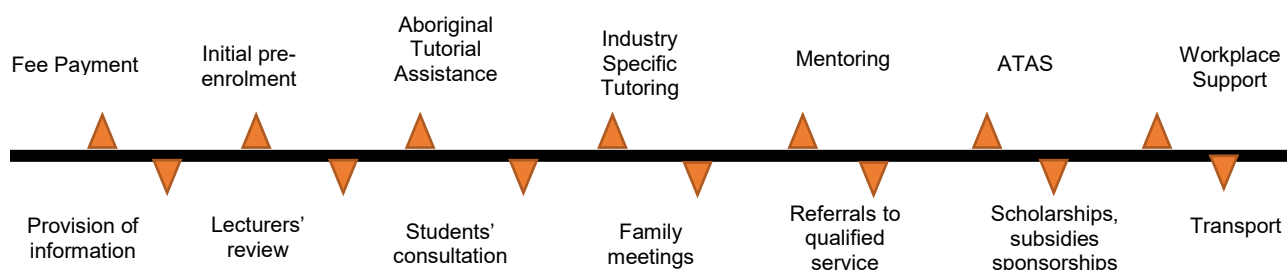 Fee Payment
Initial pre-
enrolment
Aboriginal
Tutorial
Assistance
Industry
Specific
Tutoring
Mentoring
ATAS
Workplace
Support
Provision of
information
Lecturers’
review
Students’
consultation
Family
meetings
Referrals to
qualified
service
Scholarships,
subsidies
sponsorships
Transport